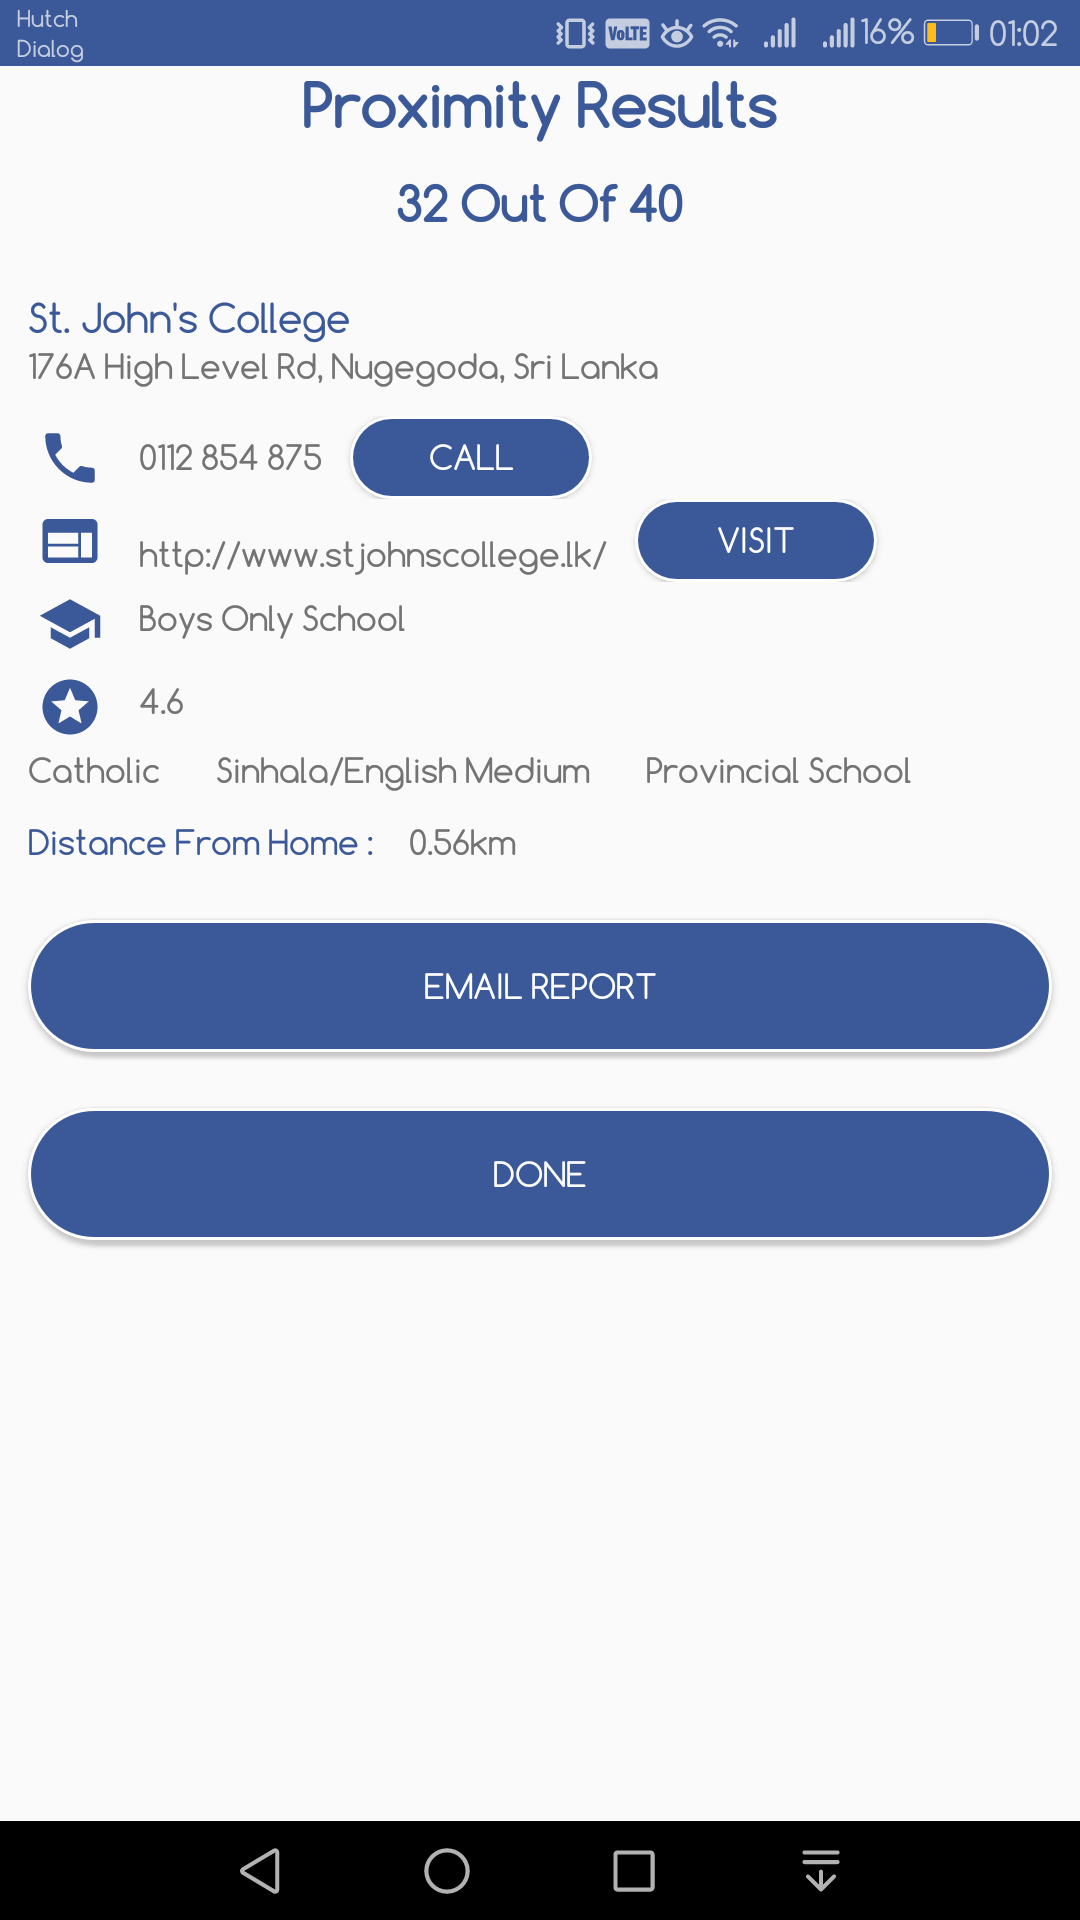 Hutch
Dialog
VoLTE 16% 01:02
Proximity Results
32 Out Of 40
St. John's College
176A High Level Rd, Nugegoda, Sri Lanka
0112 854 875 CALL
http://www.stjohnscollege.lk/ VISIT
Boys Only School
4.6
Catholic Sinhala/English Medium Provincial School
Distance From Home : 0.56km
EMAIL REPORT
DONE